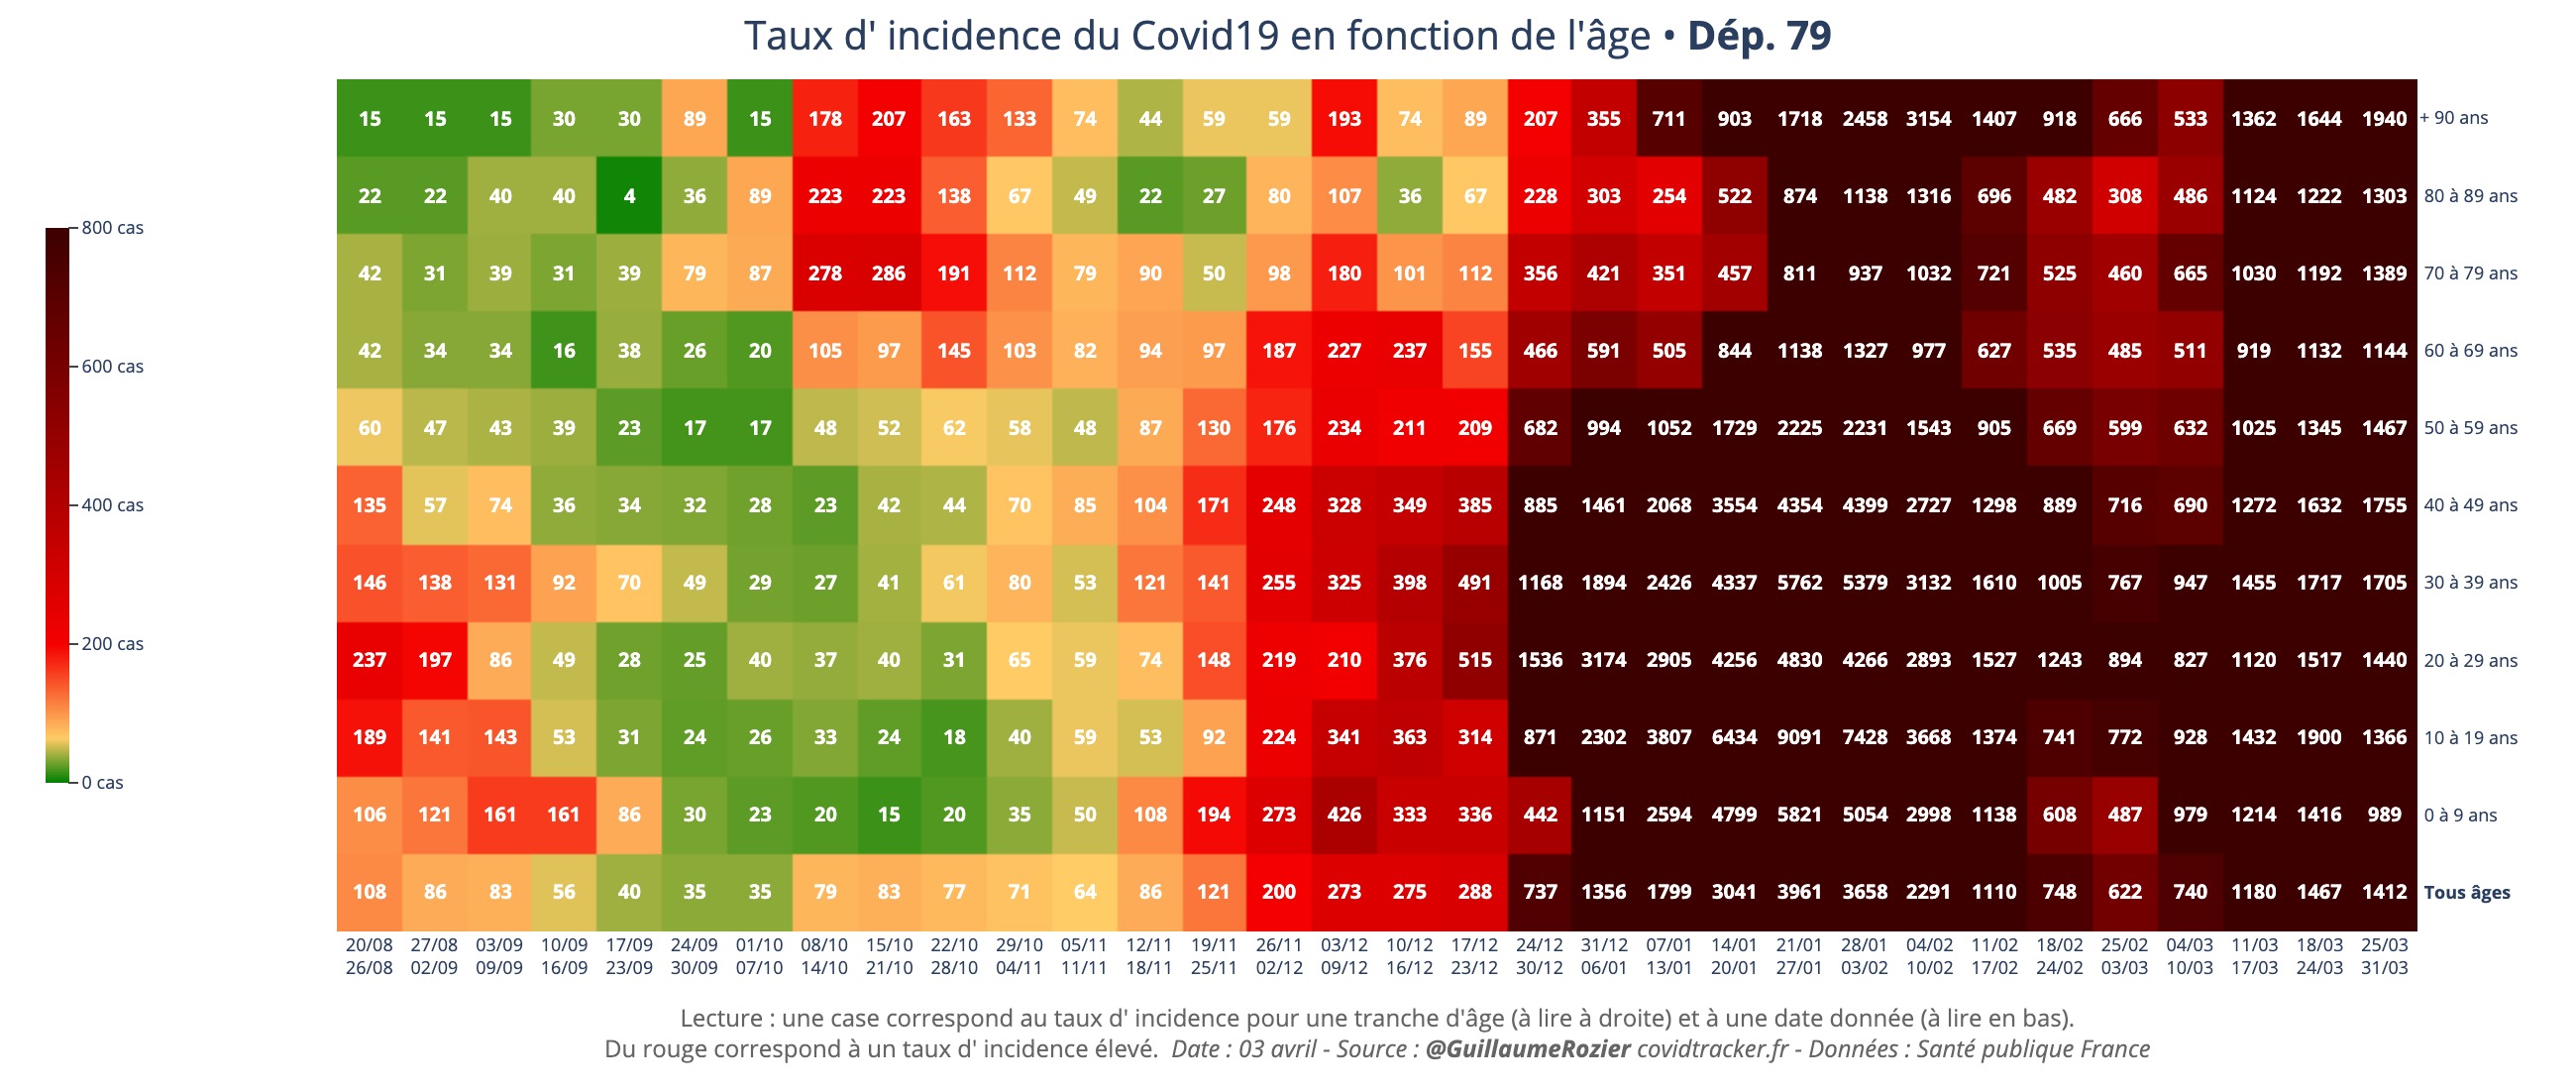 Taux d' incidence du Covid19 en fonction de l'âge • Dép. 79
800 cas
600 cas
400 cas
200 cas
0 cas
15 15 15 30 30 89 15 178 207 163 133 74 44 59 59 193 74 89 207 355 711 903 1718 2458 3154 1407 918 666 533 1362 1644 1940 + 90 ans
22 22 40 40 4 36 89 223 223 138 67 49 22 27 80 107 36 67 228 303 254 522 874 1138 1316 696 482 308 486 1124 1222 1303 80 à 89 ans
42 31 39 31 39 79 87 278 286 191 112 79 90 50 98 180 101 112 356 421 351 457 811 937 1032 721 525 460 665 1030 1192 1389 70 à 79 ans
42 34 34 16 38 26 20 105 97 145 103 82 94 97 187 227 237 155 466 591 505 844 1138 1327 977 627 535 485 511 919 1132 1144 60 à 69 ans
60 47 43 39 23 17 17 48 52 62 58 48 87 130 176 234 211 209 682 994 1052 1729 2225 2231 1543 905 669 599 632 1025 1345 1467 50 à 59 ans
135 57 74 36 34 32 28 23 42 44 70 85 104 171 248 328 349 385 885 1461 2068 3554 4354 4399 2727 1298 889 716 690 1272 1632 1755 40 à 49 ans
146 138 131 92 70 49 29 27 41 61 80 53 121 141 255 325 398 491 1168 1894 2426 4337 5762 5379 3132 1610 1005 767 947 1455 1717 1705 30 à 39 ans
237 197 86 49 28 25 40 37 40 31 65 59 74 148 219 210 376 515 1536 3174 2905 4256 4830 4266 2893 1527 1243 894 827 1120 1517 1440 20 à 29 ans
189 141 143 53 31 24 26 33 24 18 40 59 53 92 224 341 363 314 871 2302 3807 6434 9091 7428 3668 1374 741 772 928 1432 1900 1366 10 à 19 ans
106 121 161 161 86 30 23 20 15 20 35 50 108 194 273 426 333 336 442 1151 2594 4799 5821 5054 2998 1138 608 487 979 1214 1416 989 0 à 9 ans
108 86 83 56 40 35 35 79 83 77 71 64 86 121 200 273 275 288 737 1356 1799 3041 3961 3658 2291 1110 748 622 740 1180 1467 1412 Tous âges
20/08 27/08 03/09 10/09 17/09 24/09 01/10 08/10 15/10 22/10 29/10 05/11 12/11 19/11 26/11 03/12 10/12 17/12 24/12 31/12 07/01 14/01 21/01 28/01 04/02 11/02 18/02 25/02 04/03 11/03 18/03 25/03
26/08 02/09 09/09 16/09 23/09 30/09 07/10 14/10 21/10 28/10 04/11 11/11 18/11 25/11 02/12 09/12 16/12 23/12 30/12 06/01 13/01 20/01 27/01 03/02 10/02 17/02 24/02 03/03 10/03 17/03 24/03 31/03
Lecture : une case correspond au taux d' incidence pour une tranche d'âge (à lire à droite) et à une date donnée (à lire en bas).
Du rouge correspond à un taux d' incidence élevé. Date : 03 avril - Source : @GuillaumeRozier covidtracker.fr - Données : Santé publique France